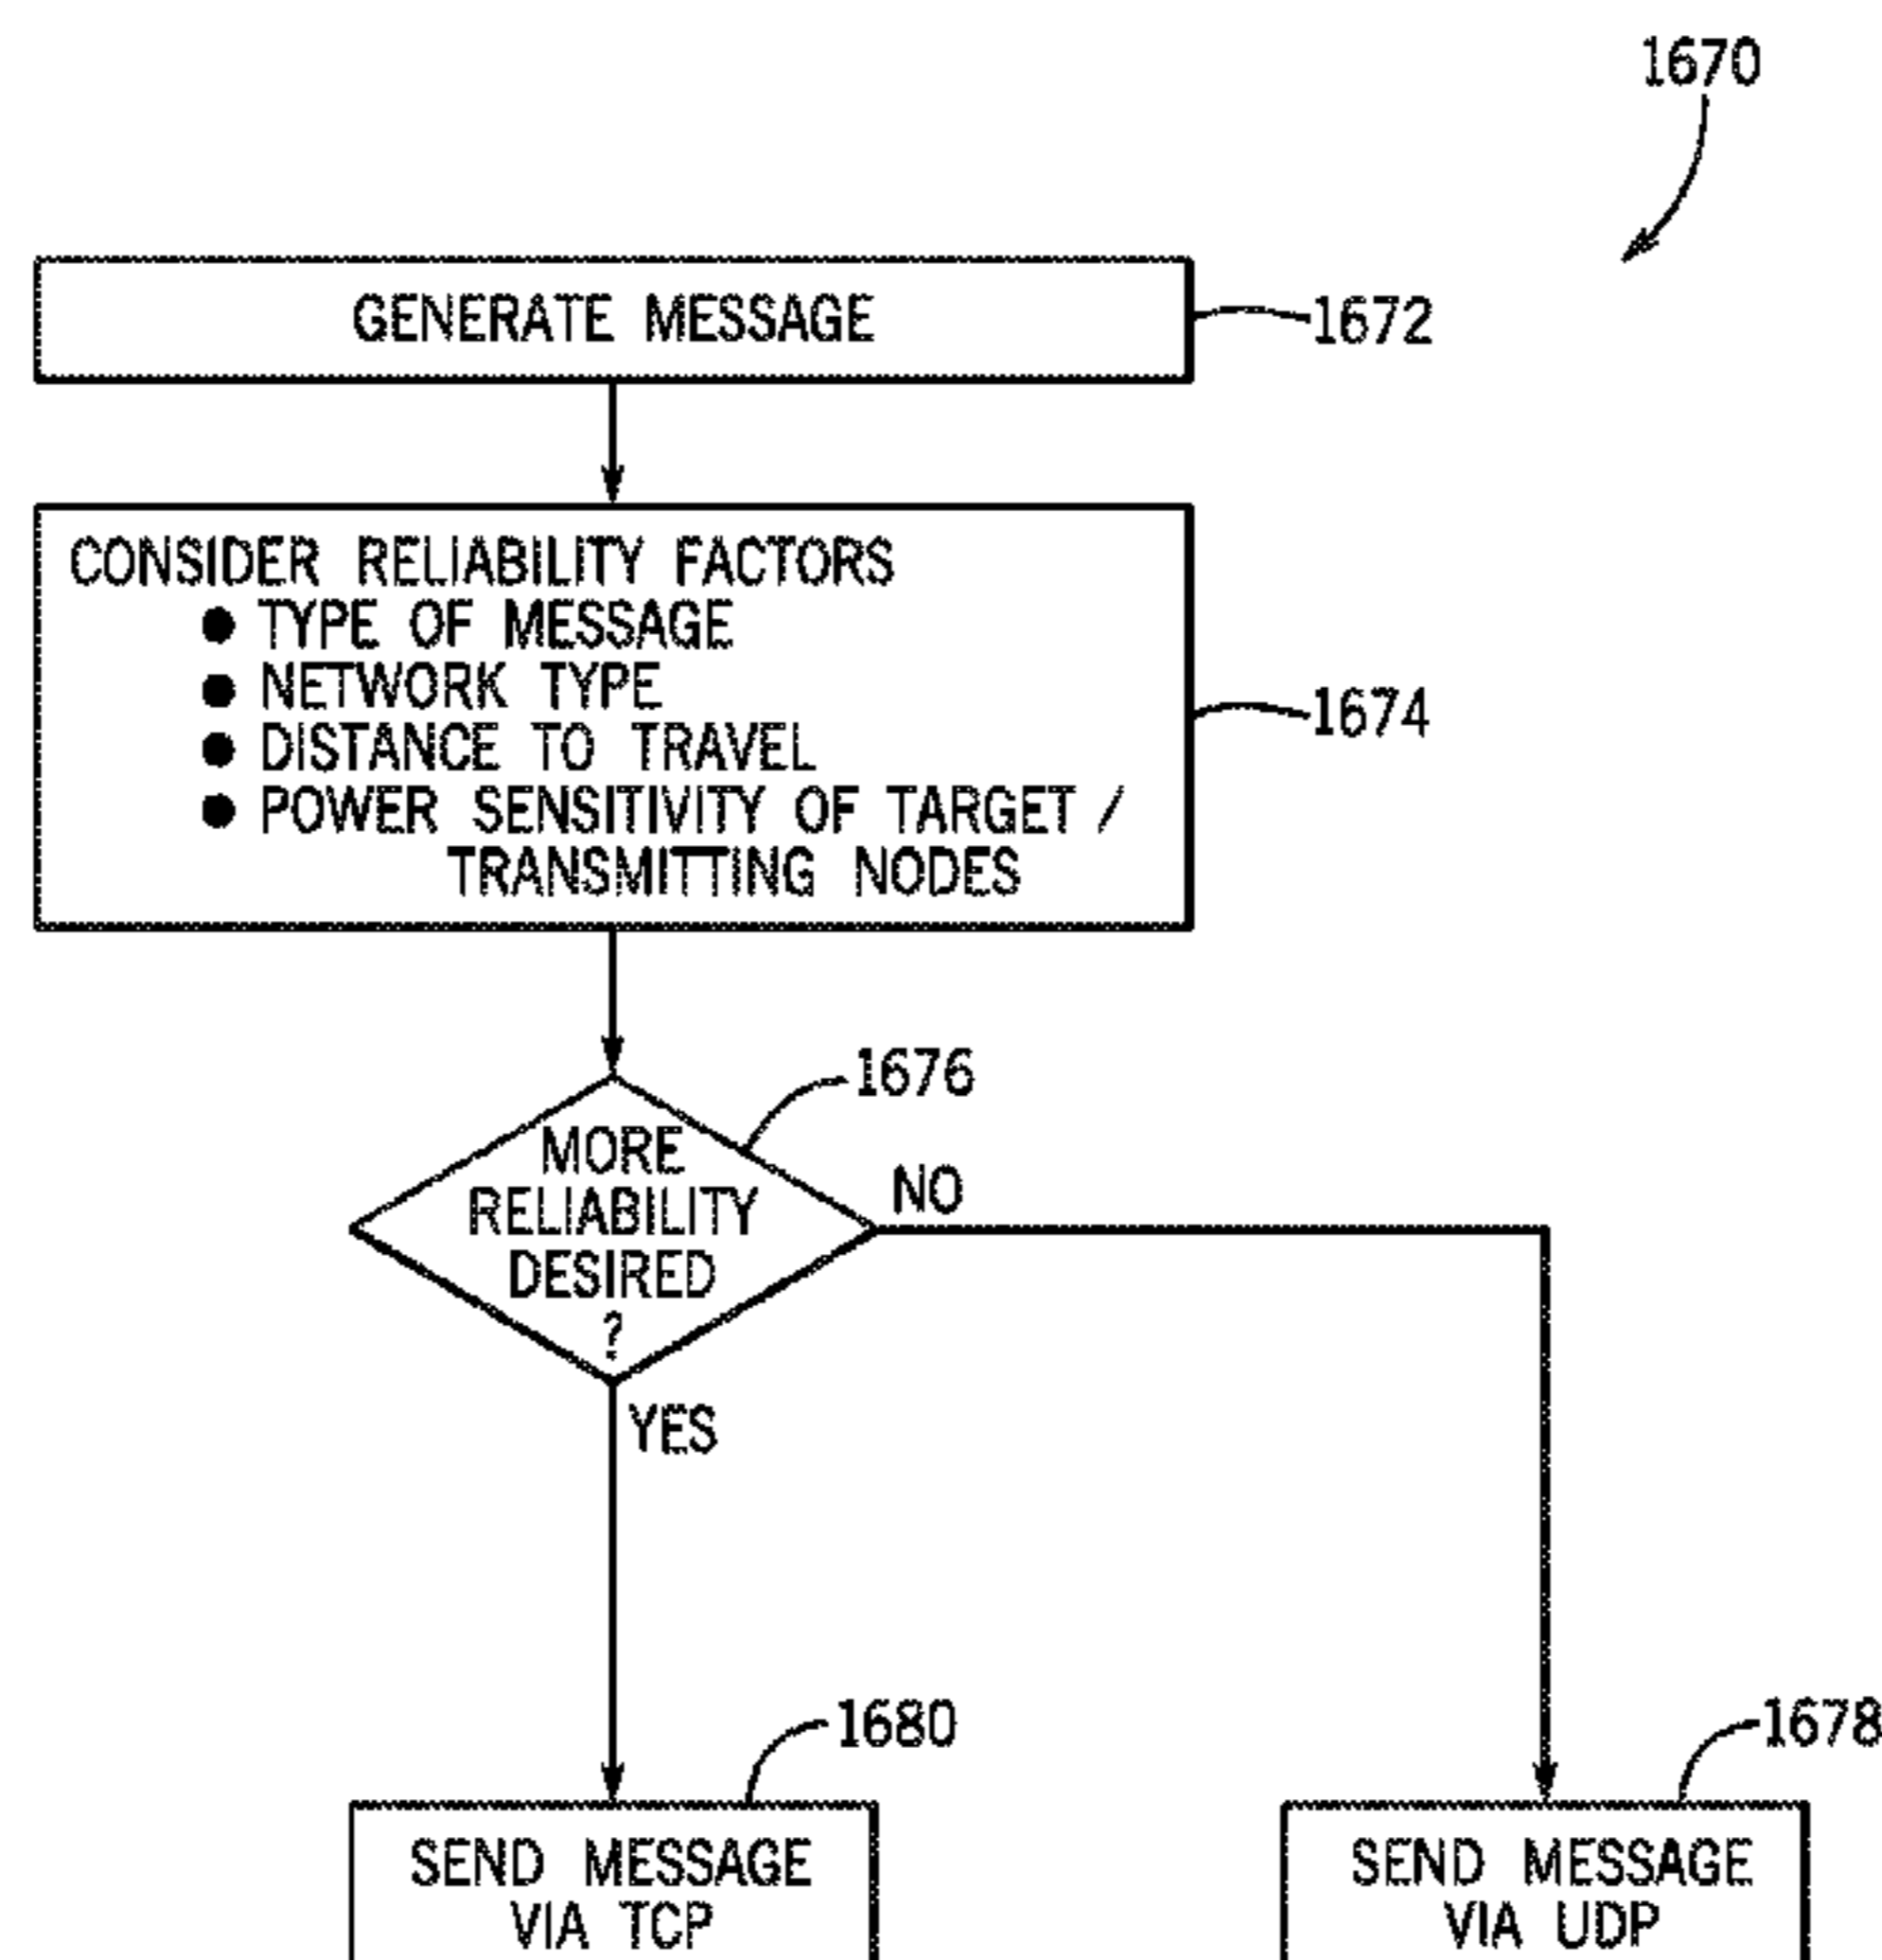 1670
GENERATE MESSAGE
1672
CONSIDER RELIABILITY FACTORS
● TYPE OF MESSAGE
● NETWORK TYPE
● DISTANCE TO TRAVEL
● POWER SENSITIVITY OF TARGET /
TRANSMITTING NODES
1674
1676
MORE
RELIABILITY
DESIRED
?
NO
YES
1680
SEND MESSAGE
VIA TCP
1678
SEND MESSAGE
VIA UDP